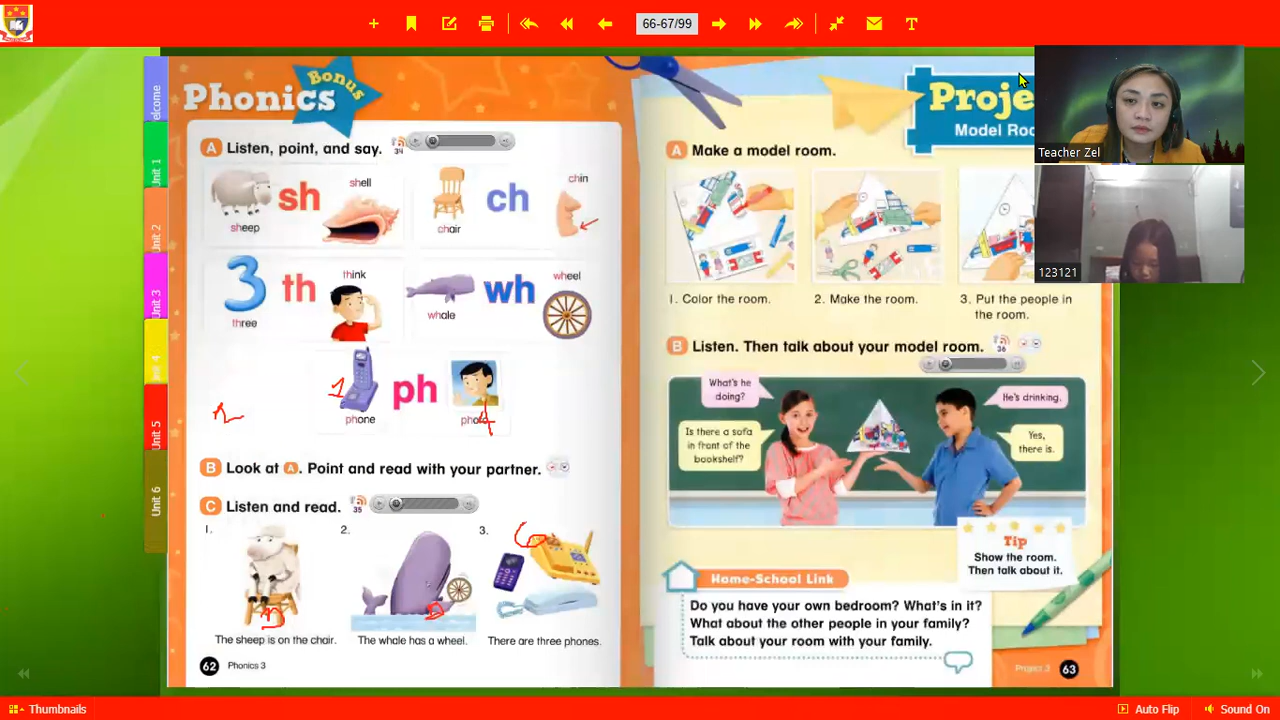 66-67/99
T
Phonics
Bonus
A Listen, point, and say. 34
sheep
sh
shell
chair
ch
chin
three
th
think
whale
wh
wheel
1
phone
ph
4
B Look at A. Point and read with your partner.
C Listen and read. 35
1.
2.
3.
6
The sheep is on the chair.
The whale has a wheel.
There are three phones.
62 Phonics 3
Welcome
Unit 1
Unit 2
Unit 3
Unit 4
Unit 5
Unit 6
Model
A Make a model room.
1. Color the room.
2. Make the room.
3. Put the people in
the room.
B Listen. Then talk about your model room. 36
What's he
doing?
He's drinking.
Is there a sofa
in front of the
bookshelf?
Yes,
there is.
Tip
Show the room.
Then talk about it.
Home-School Link
Do you have your own bedroom? What's in it?
What about the other people in your family?
Talk about your room with your family.
Project 3 63
Teacher Zel
123121
Thumbnails
Auto Flip
Sound On